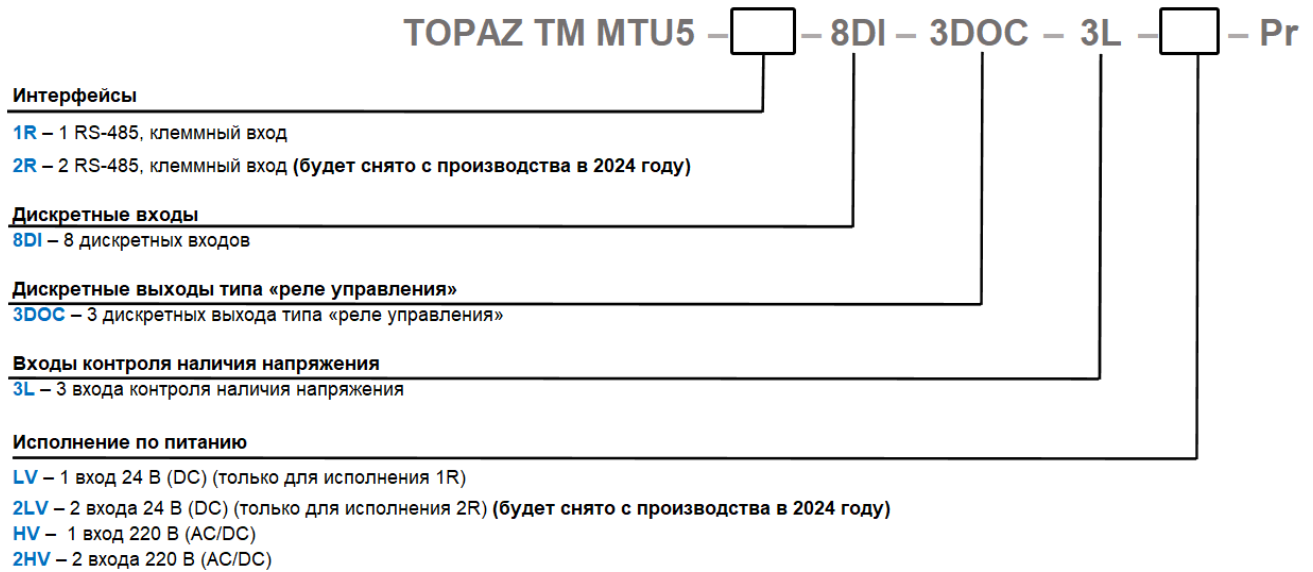 TOPAZ TM MTU5 – – 8DI – 3DOC – 3L – – Pr
Интерфейсы
1R – 1 RS-485, клеммный вход
2R – 2 RS-485, клеммный вход (будет снято с производства в 2024 году)
Дискретные входы
8DI – 8 дискретных входов
Дискретные выходы типа «реле управления»
3DOC – 3 дискретных выхода типа «реле управления»
Входы контроля наличия напряжения
3L – 3 входа контроля наличия напряжения
Исполнение по питанию
LV – 1 вход 24 В (DC) (только для исполнения 1R)
2LV – 2 входа 24 В (DC) (только для исполнения 2R) (будет снято с производства в 2024 году)
HV – 1 вход 220 В (AC/DC)
2HV – 2 входа 220 В (AC/DC)